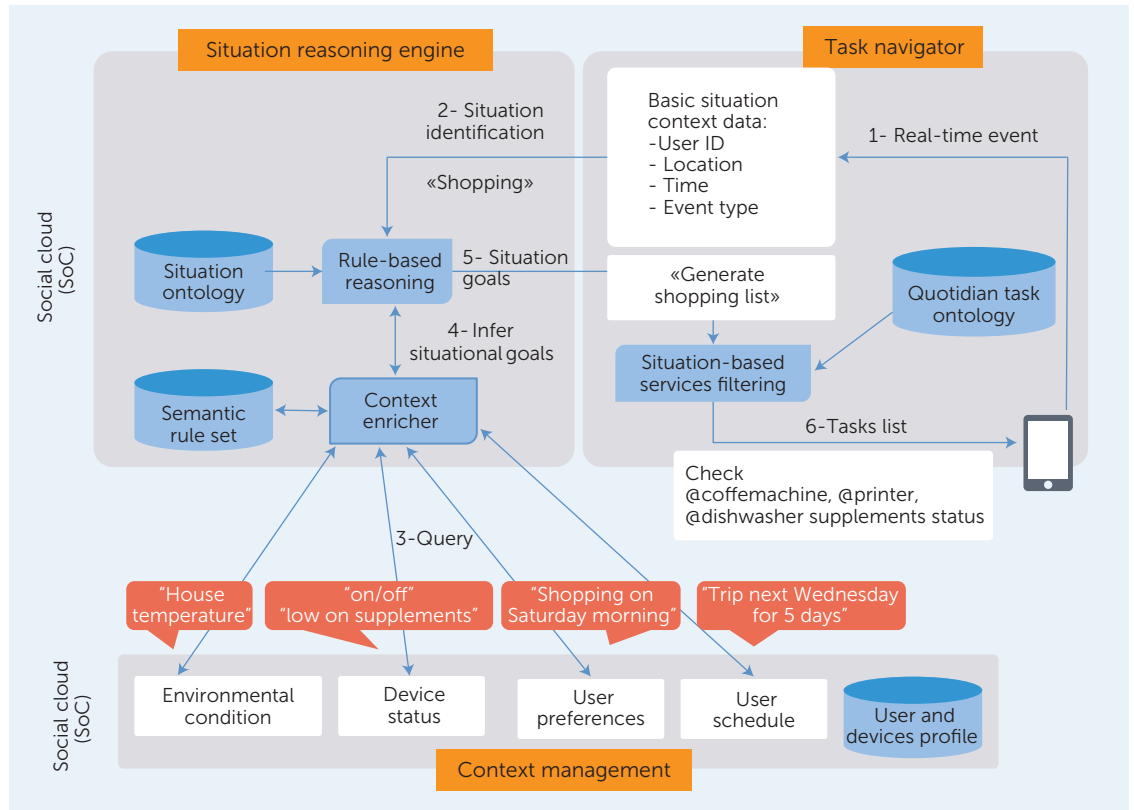 Situation reasoning engine
Task navigator
2- Situation
identification
«Shopping»
Basic situation
context data:
-User ID
- Location
- Time
- Event type
1- Real-time event
Social cloud
(SoC)
Situation
ontology
Rule-based
reasoning
5- Situation
goals
«Generate
shopping list»
Quotidian task
ontology
4- Infer
situational goals
Situation-based
services filtering
Semantic
rule set
Context
enricher
6-Tasks list
Check
@coffemachine, @printer,
@dishwasher supplements status
3-Query
"House
temperature"
"on/off"
"low on supplements"
"Shopping on
Saturday morning"
"Trip next Wednesday
for 5 days"
Social cloud
(SoC)
Environmental
condition
Device
status
User
preferences
User
schedule
User and
devices profile
Context management